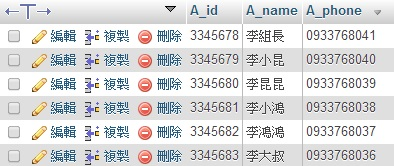 A_id A_name A_phone
編輯 複製 刪除 3345678 李組長 0933768041
編輯 複製 刪除 3345679 李小昆 0933768040
編輯 複製 刪除 3345680 李昆昆 0933768039
編輯 複製 刪除 3345681 李小鴻 0933768038
編輯 複製 刪除 3345682 李鴻鴻 0933768037
編輯 複製 刪除 3345683 李大叔 0933768036